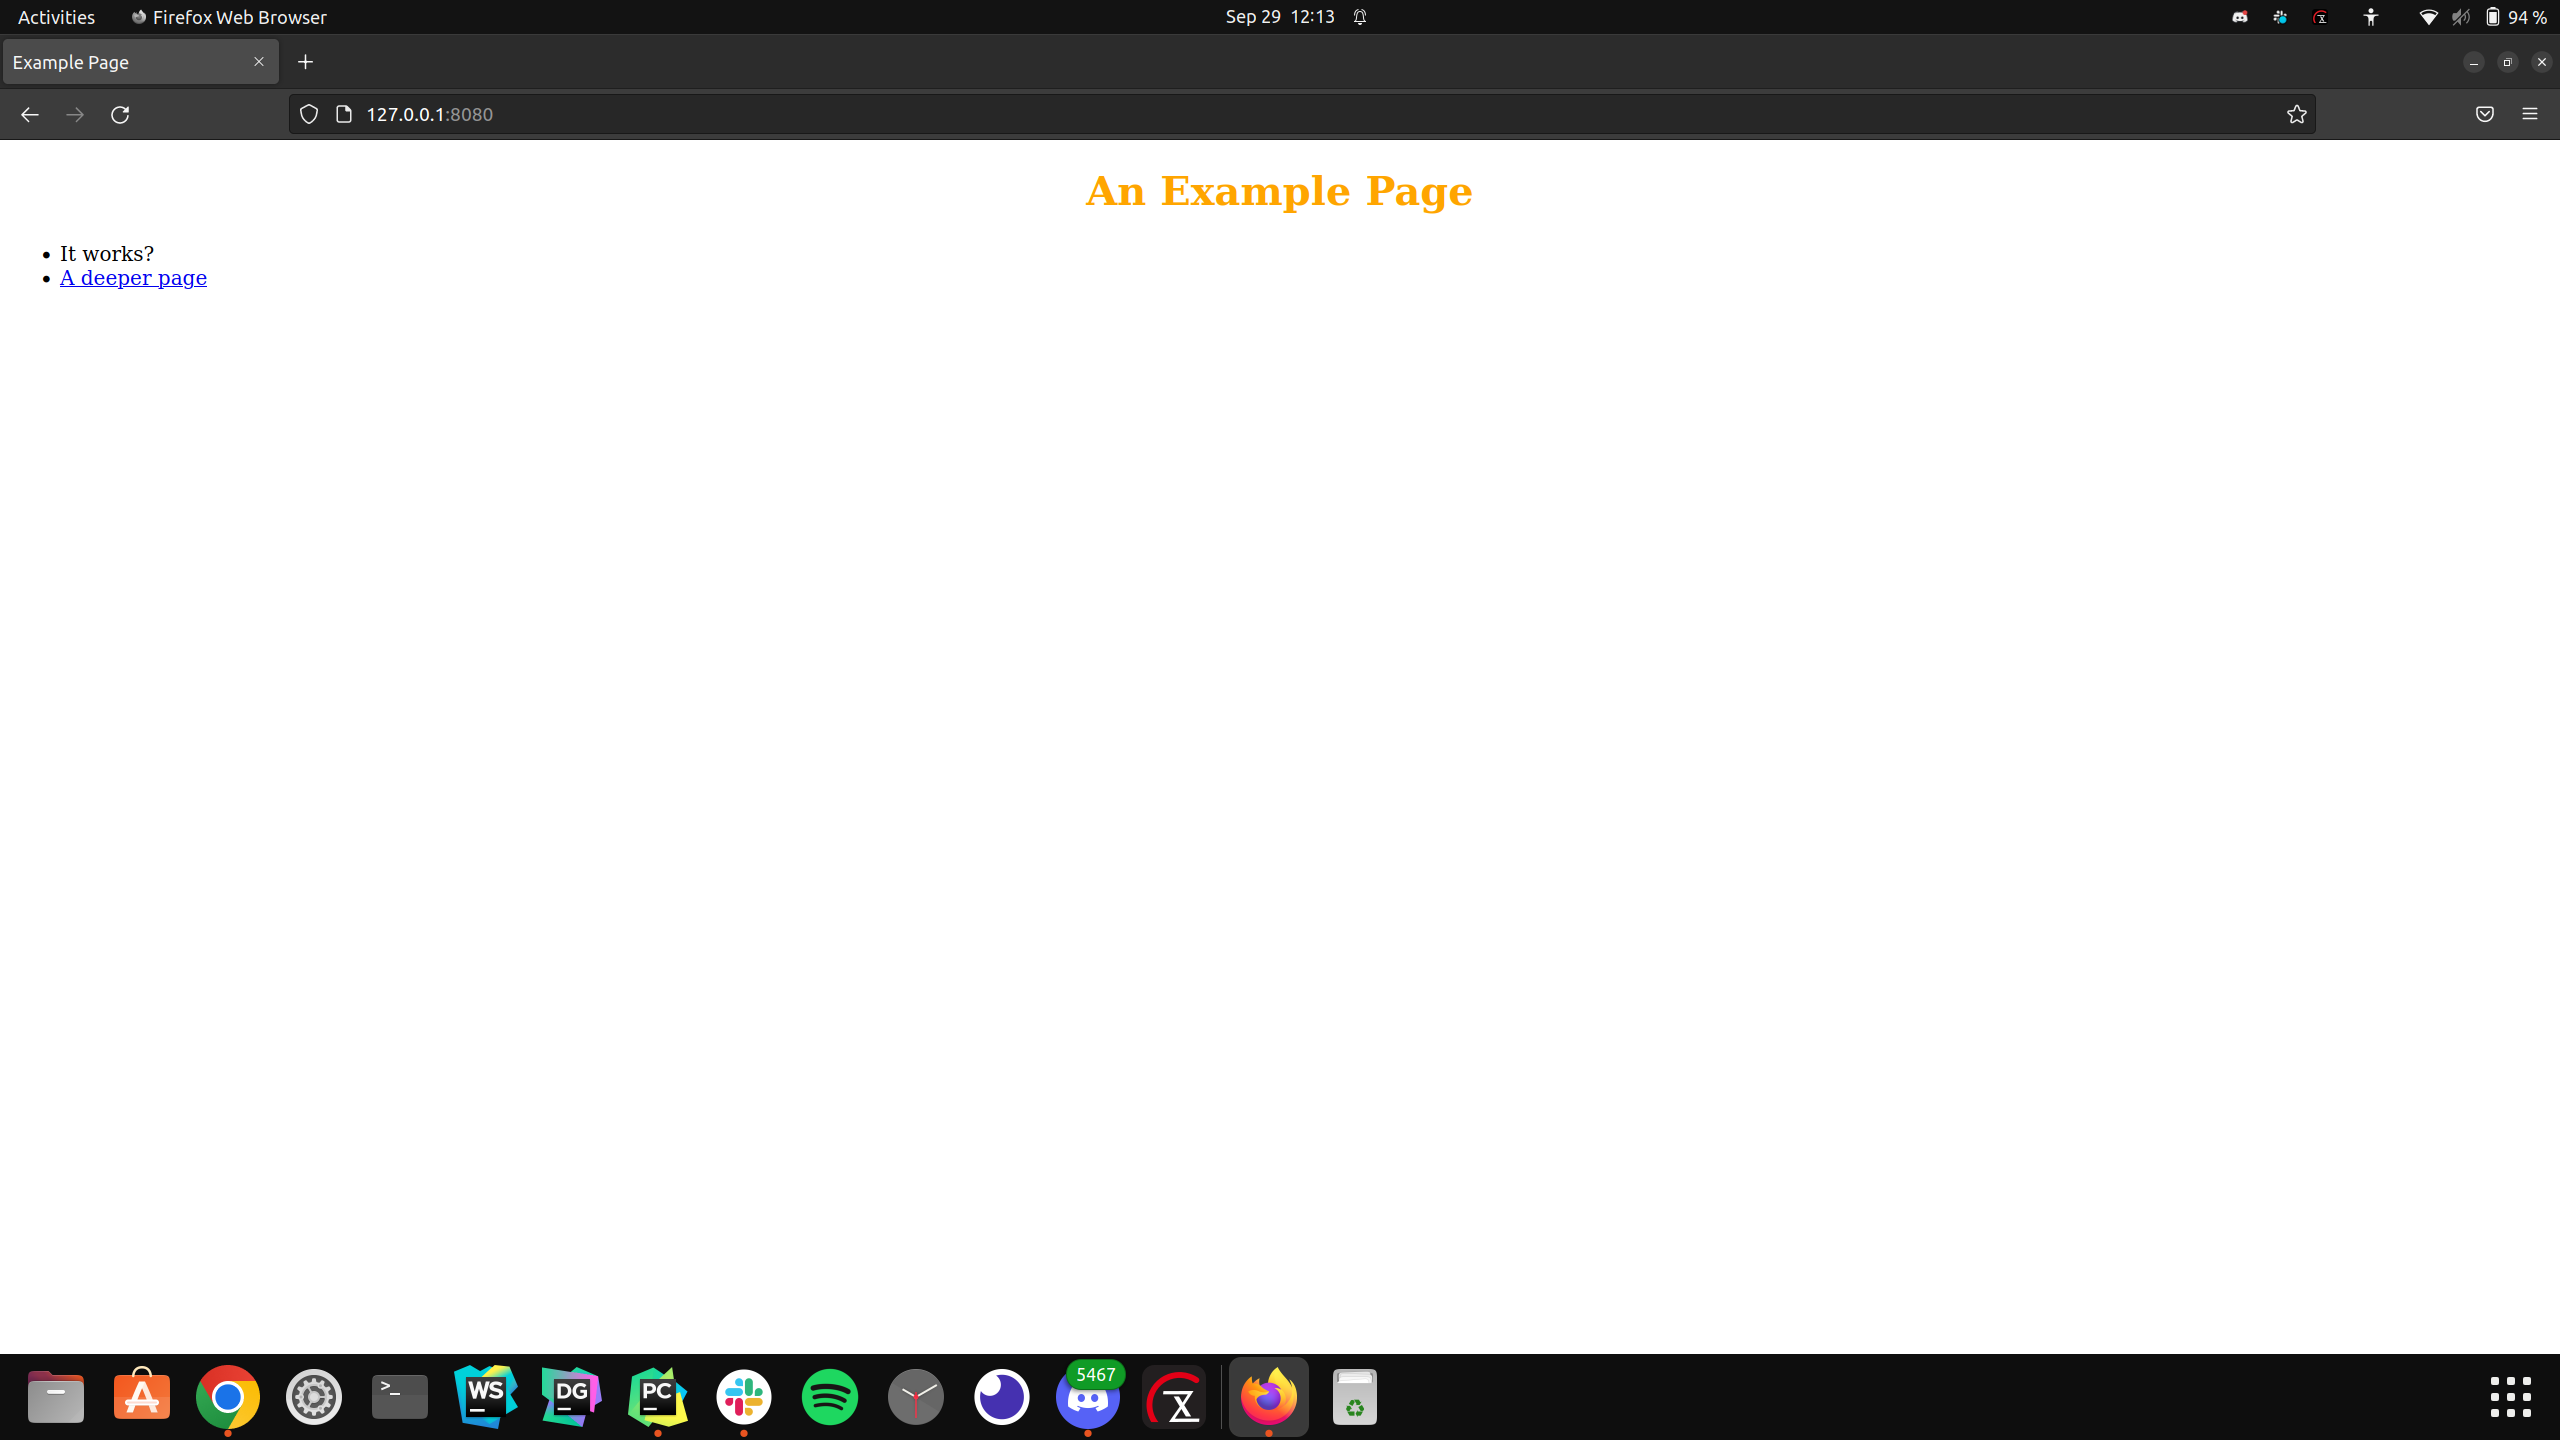 Activities Firefox Web Browser Sep 29 12:13 94 %
Example Page
127.0.0.1:8080
An Example Page
It works?
A deeper page
WS DG PC 5467